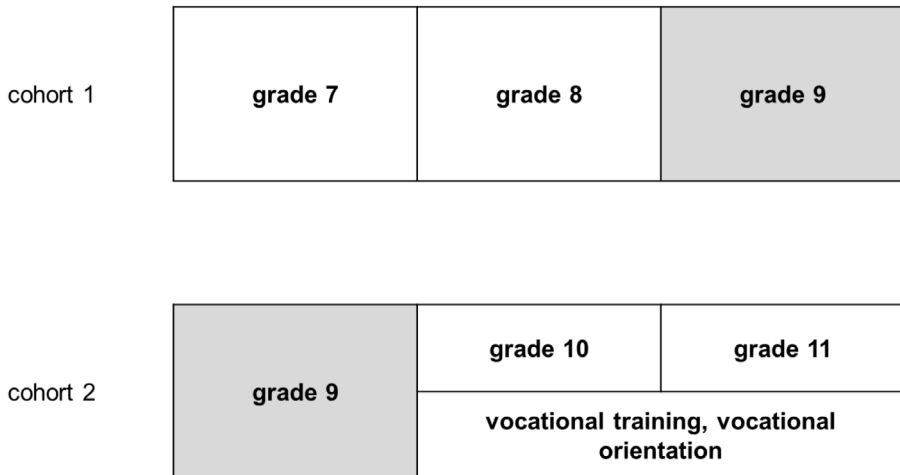 cohort 1
grade 7
grade 8
grade 9
cohort 2
grade 9
grade 10
grade 11
vocational training, vocational
orientation